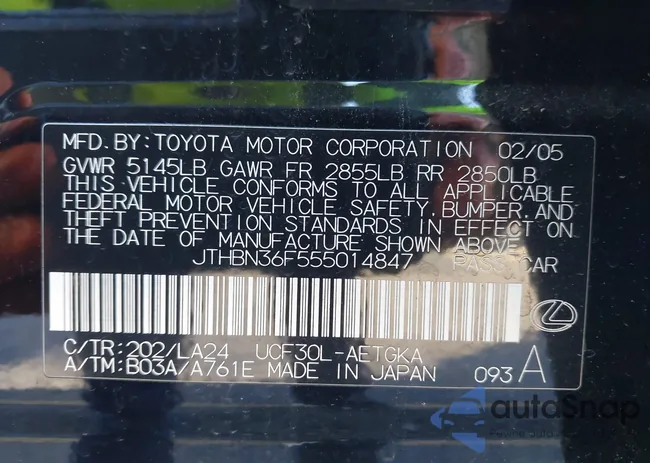 MFD. BY: TOYOTA MOTOR CORPORATION 02/05
GVWR 5145LB GAWR FR 2855LB RR 2850LB
THIS VEHICLE CONFORMS TO ALL APPLICABLE
FEDERAL MOTOR VEHICLE SAFETY, BUMPER, AND
THEFT PREVENTION STANDARDS IN EFFECT ON
THE DATE OF MANUFACTURE SHOWN ABOVE.
JTHBN36F555014847 PASS. CAR
C/TR: 202/LA24 UCF30L-AETGKA
A/TM: B03A/A761E MADE IN JAPAN 093 A
autoSnap